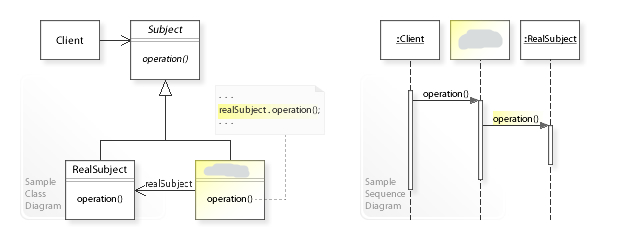 Client
Subject
operation()
. . .
realSubject.operation();
. . .
RealSubject
operation()
realSubject
operation()
Sample
Class
Diagram
:Client
:RealSubject
operation()
operation()
Sample
Sequence
Diagram